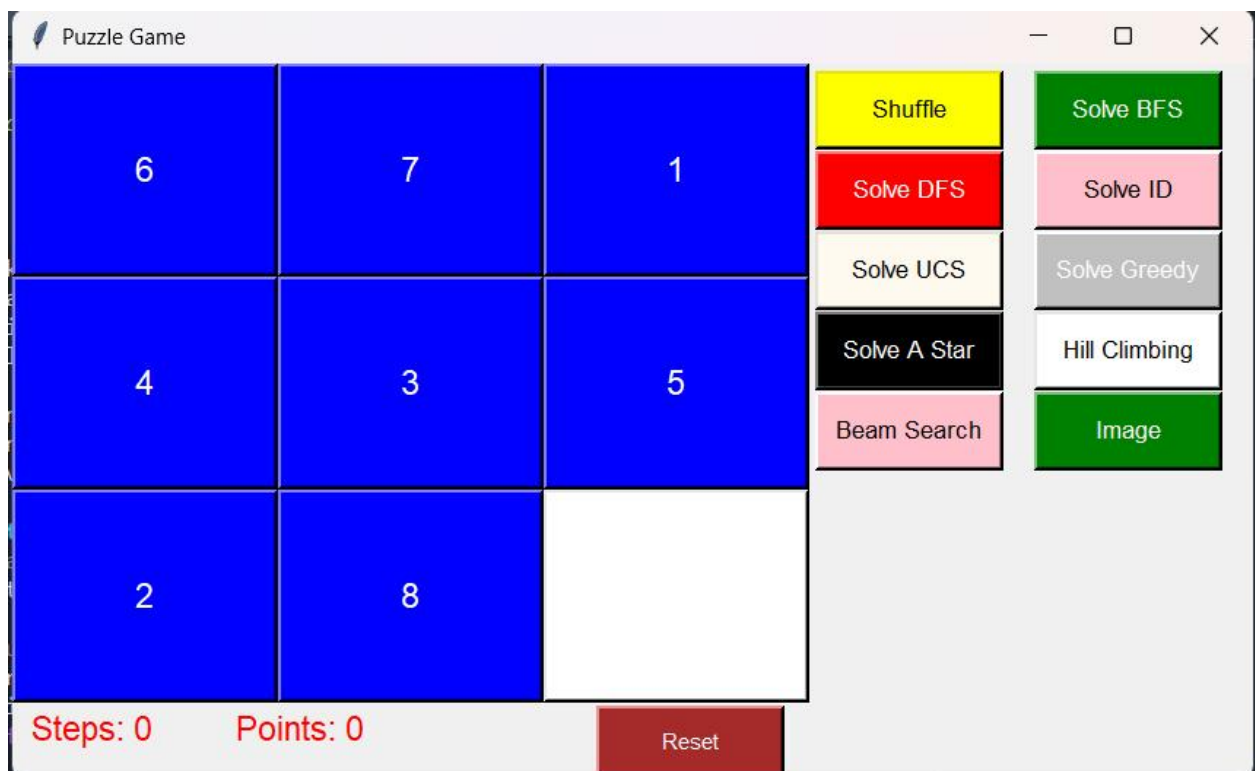 Puzzle Game
6 7 1
4 3 5
2 8
Shuffle Solve BFS
Solve DFS Solve ID
Solve UCS Solve Greedy
Solve A Star Hill Climbing
Beam Search Image
Steps: 0 Points: 0 Reset